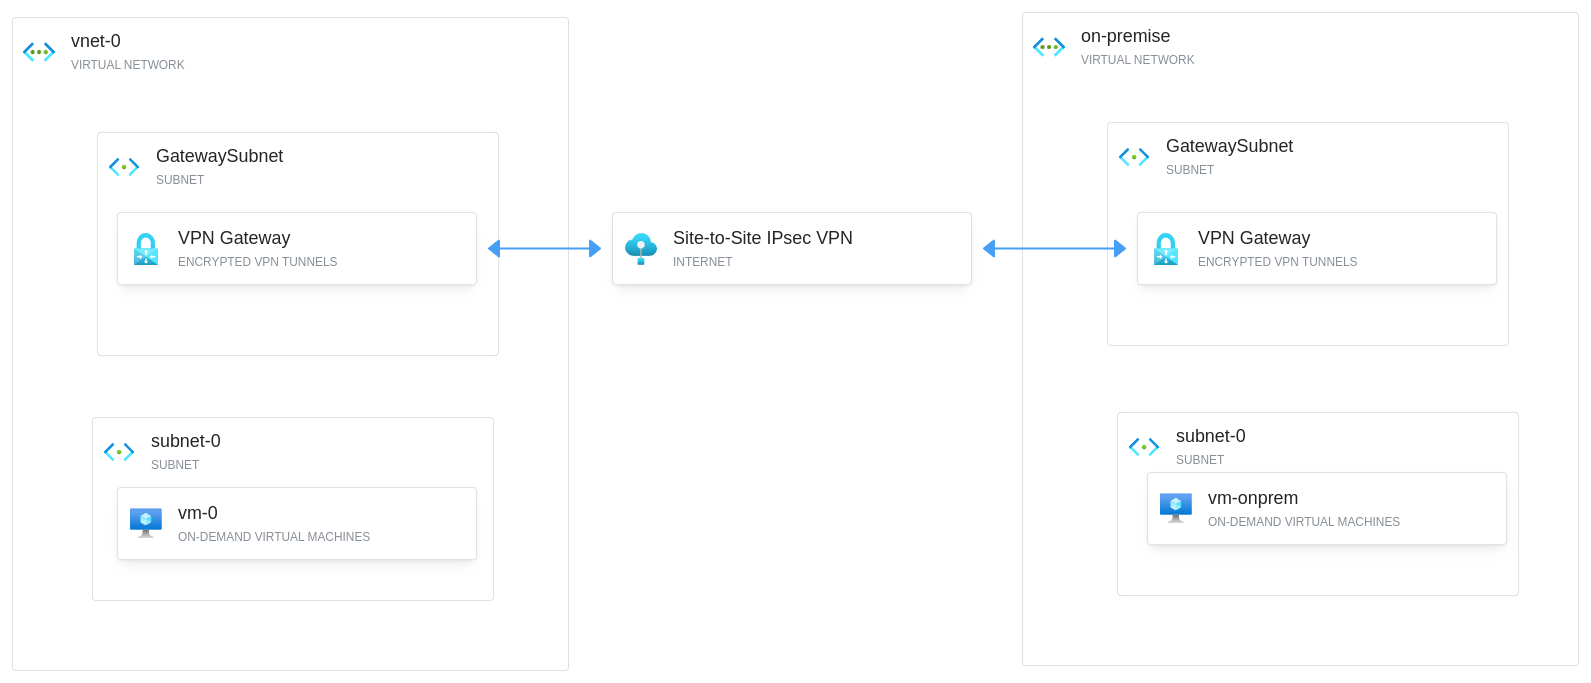 vnet-0
VIRTUAL NETWORK
GatewaySubnet
SUBNET
VPN Gateway
ENCRYPTED VPN TUNNELS
subnet-0
SUBNET
vm-0
ON-DEMAND VIRTUAL MACHINES
Site-to-Site IPsec VPN
INTERNET
on-premise
VIRTUAL NETWORK
GatewaySubnet
SUBNET
VPN Gateway
ENCRYPTED VPN TUNNELS
subnet-0
SUBNET
vm-onprem
ON-DEMAND VIRTUAL MACHINES